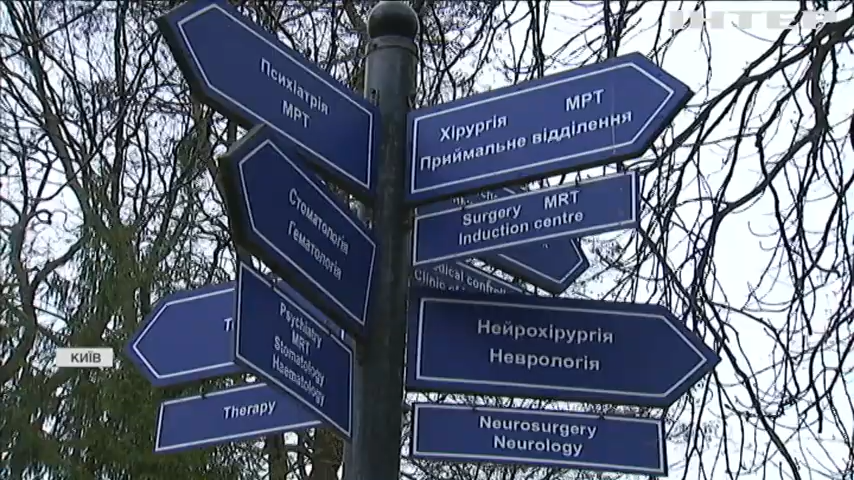 ІНТЕР
Психіатрія
МРТ
Хірургія МРТ
Приймальне відділення
Стоматологія
Гематологія
Surgery MRT
Induction centre
Psychiatry
MRT
Stomatology
Haematology
Нейрохірургія
Неврологія
Therapy
Neurosurgery
Neurology
КИЇВ